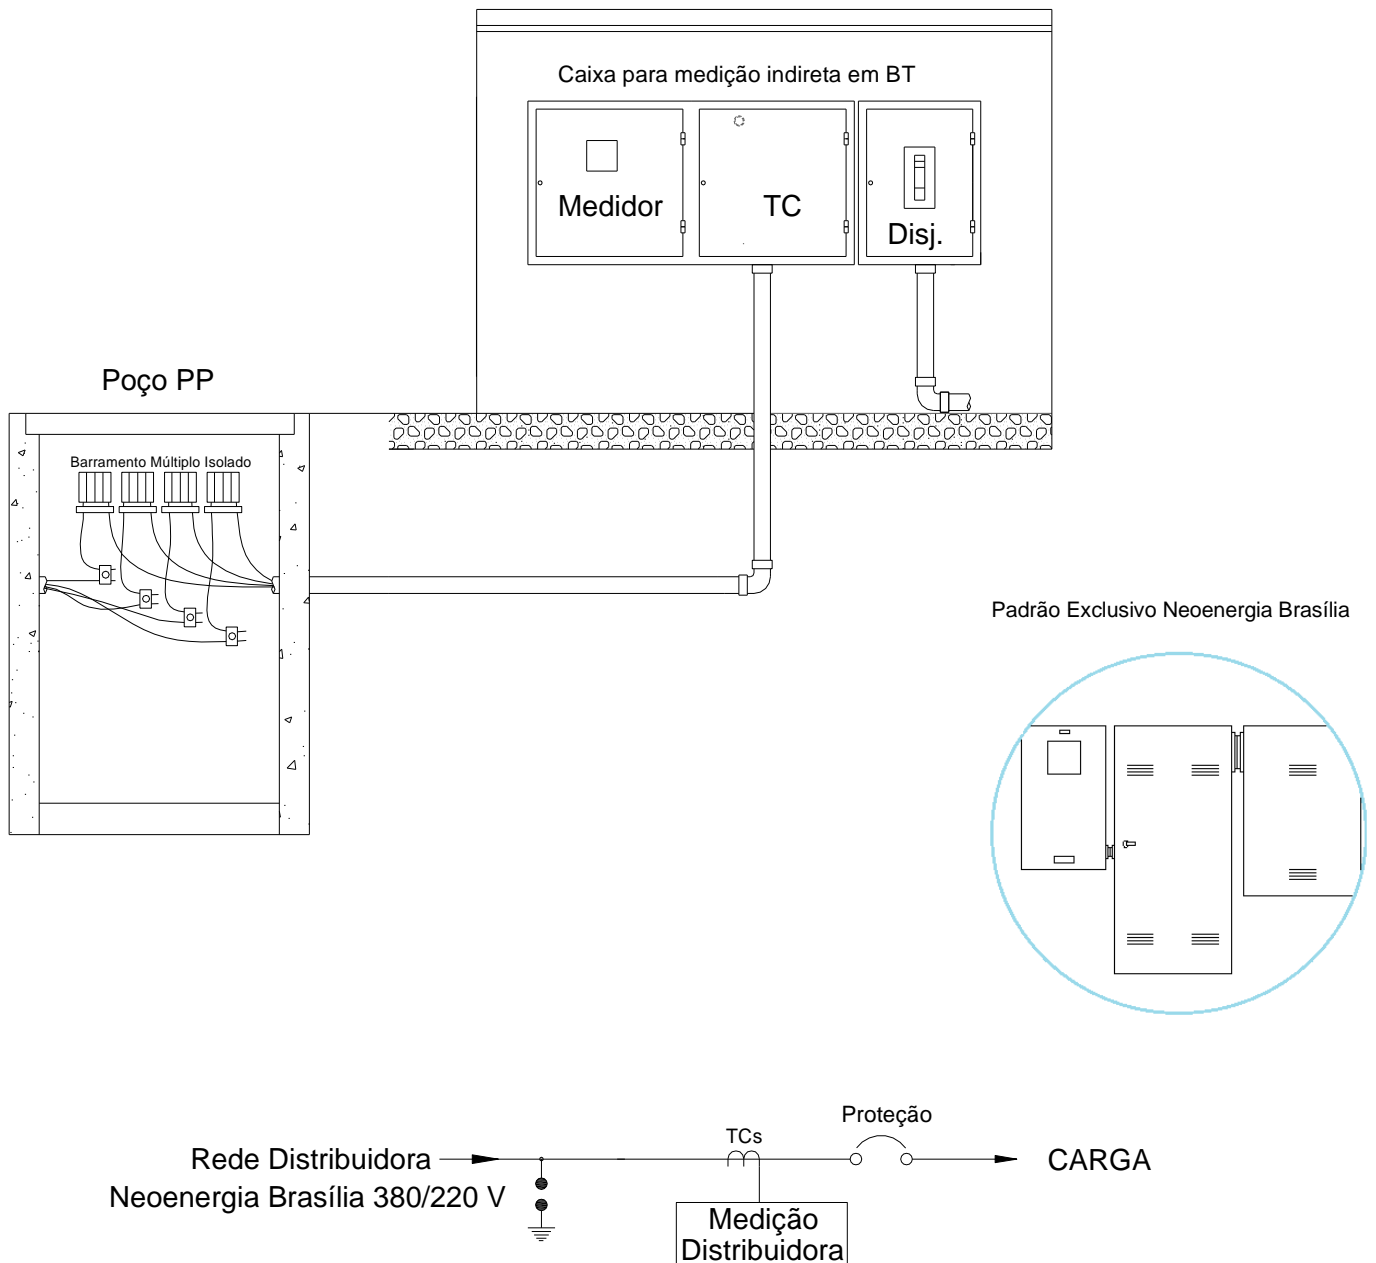 Caixa para medição indireta em BT
Medidor
TC
Disj.
Poço PP
Barramento Múltiplo Isolado
Padrão Exclusivo Neoenergia Brasília
Proteção
TCs
Rede Distribuidora
CARGA
Neoenergia Brasília 380/220 V
Medição
Distribuidora